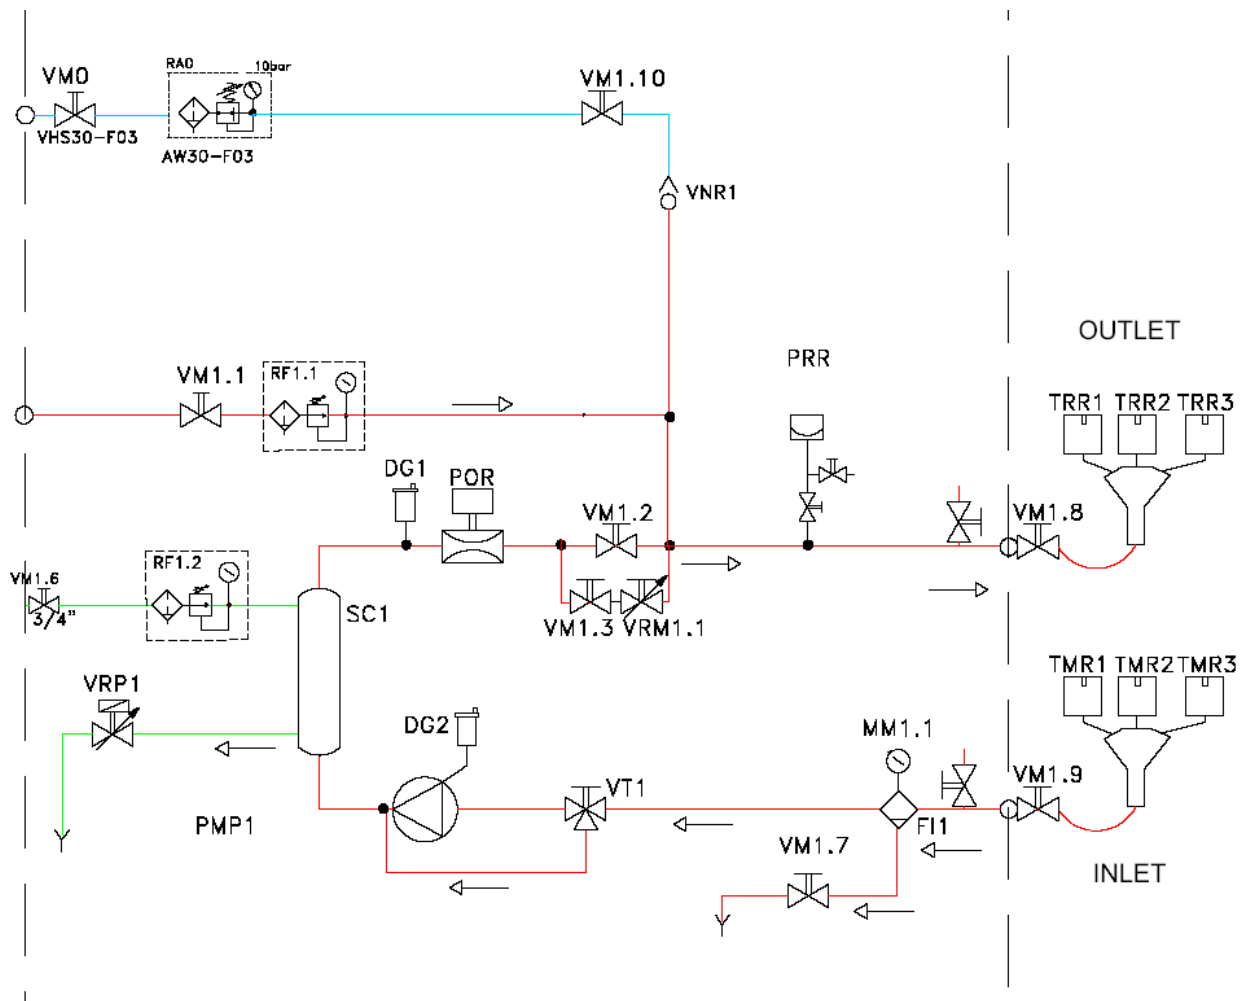 RA0
10bar
VM0
VM1.10
VHS30-F03
AW30-F03
VNR1
OUTLET
PRR
VM1.1
RF1.1
TRR1
TRR2
TRR3
DG1
POR
VM1.2
VM1.8
RF1.2
VM1.6
3/4"
SC1
VM1.3
VRM1.1
TMR1
TMR2
TMR3
VRP1
DG2
MM1.1
VM1.9
VT1
PMP1
FI1
VM1.7
INLET